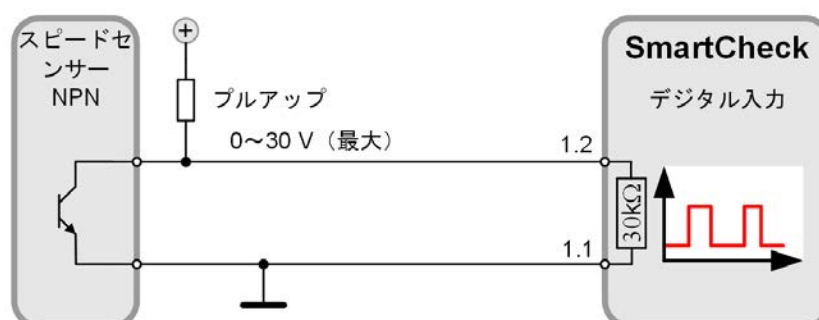 スピードセ
ンサー
NPN
プルアップ
0～30 V（最大）
1.2
1.1
SmartCheck
デジタル入力
30kΩ